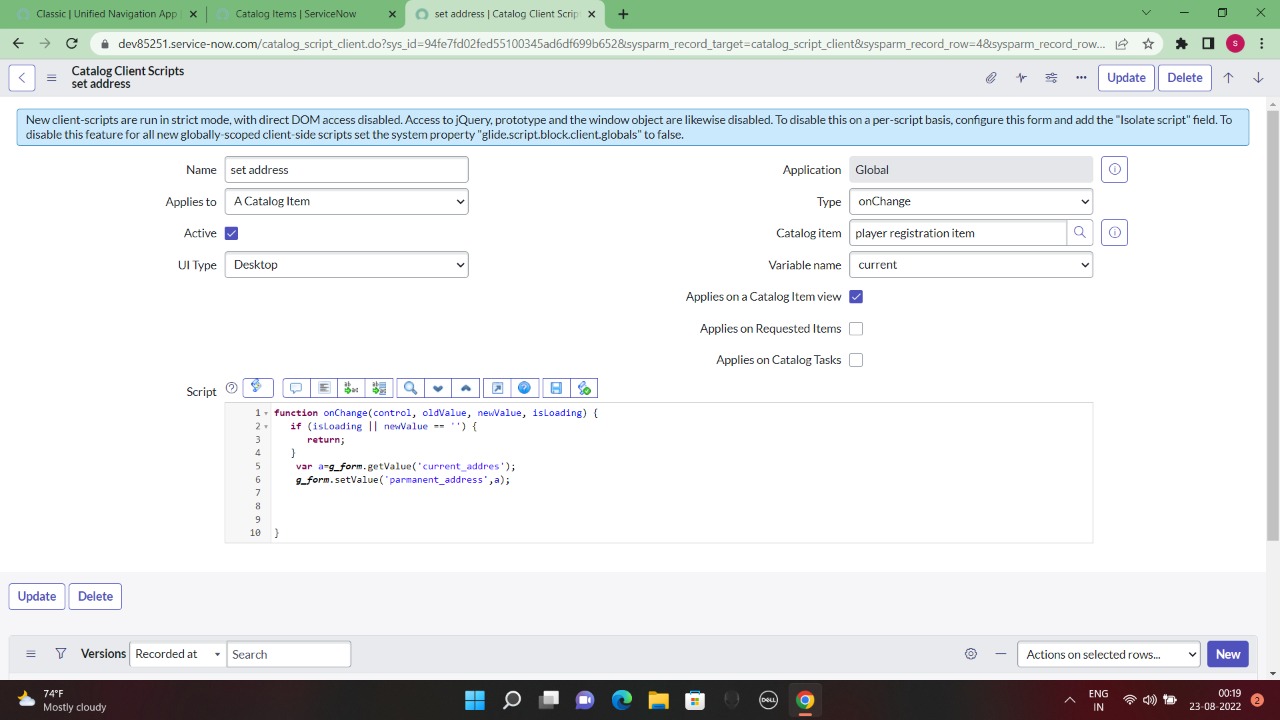 Classic | Unified Navigation App
Catalog Items | ServiceNow
set address | Catalog Client Scrip
dev85251.service-now.com/catalog_script_client.do?sys_id=94fe7fd02fed55100345ad6df699b652&sysparm_record_target=catalog_script_client&sysparm_record_row=4&sysparm_record_row...
S
Catalog Client Scripts
set address
Update
Delete
New client-scripts are run in strict mode, with direct DOM access disabled. Access to jQuery, prototype and the window object are likewise disabled. To disable this on a per-script basis, configure this form and add the "Isolate script" field. To
disable this feature for all new globally-scoped client-side scripts set the system property "glide.script.block.client.globals" to false.
Name set address
Application Global
Applies to A Catalog Item
Type onChange
Active
Catalog item player registration item
UI Type Desktop
Variable name current
Applies on a Catalog Item view
Applies on Requested Items
Applies on Catalog Tasks
Script
1 function onChange(control, oldValue, newValue, isLoading) {
2 if (isLoading || newValue == '') {
3 return;
4 }
5 var a=g_form.getValue('current_addres');
6 g_form.setValue('parmanent_address',a);
7
8
9
10 }
Update Delete
Versions Recorded at Search
Actions on selected rows... New
74°F
Mostly cloudy
DELL
ENG
IN
00:19
23-08-2022
2